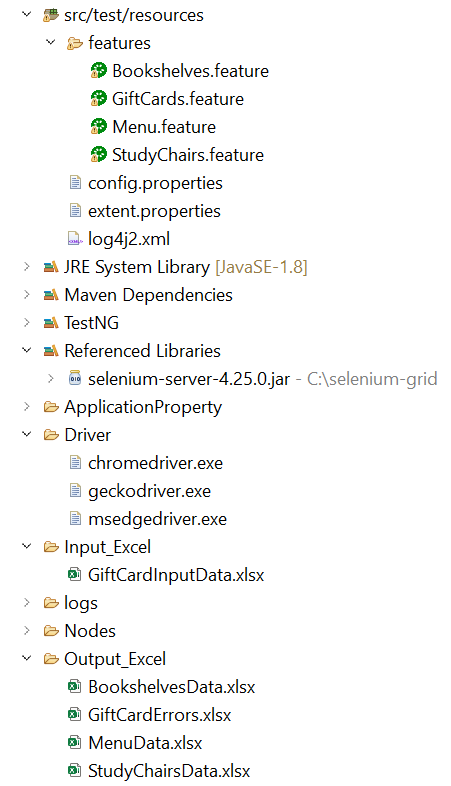 src/test/resources
features
Bookshelves.feature
GiftCards.feature
Menu.feature
StudyChairs.feature
config.properties
extent.properties
log4j2.xml
JRE System Library [JavaSE-1.8]
Maven Dependencies
TestNG
Referenced Libraries
selenium-server-4.25.0.jar - C:\selenium-grid
ApplicationProperty
Driver
chromedriver.exe
geckodriver.exe
msedgedriver.exe
Input_Excel
GiftCardInputData.xlsx
logs
Nodes
Output_Excel
BookshelvesData.xlsx
GiftCardErrors.xlsx
MenuData.xlsx
StudyChairsData.xlsx